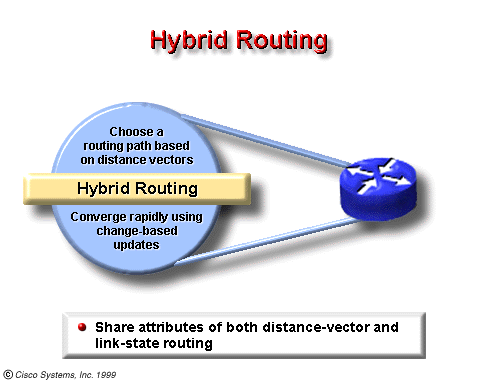 Hybrid Routing
Choose a
routing path based
on distance vectors
Hybrid Routing
Converge rapidly using
change-based
updates
Share attributes of both distance-vector and
link-state routing
© Cisco Systems, Inc. 1999